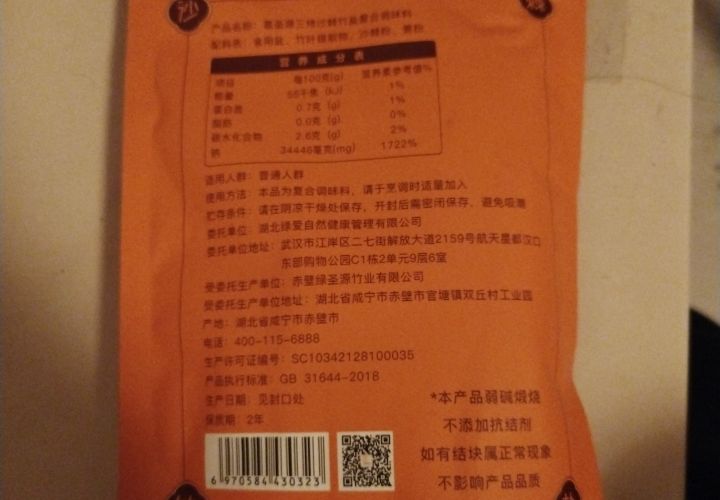 沙
产品名称：葛圣源三烤沙棘竹盐复合调味料
配料表：食用盐、竹叶提取物、沙棘粉、葛粉
营养成分表
项目 每100克(g) 营养素参考值%
能量 55千焦 (kJ) 1%
蛋白质 0.7克 (g) 1%
脂肪 0.0克 (g) 0%
碳水化合物 2.6克 (g) 2%
钠 34446毫克(mg) 1722%
适用人群：普通人群
使用方法：本品为复合调味料，请于烹调时适量加入
贮存条件：请在阴凉干燥处保存，开封后需密闭保存、避免吸潮
委托单位：湖北绿爱自然健康管理有限公司
委托单位地址：武汉市江岸区二七街解放大道2159号航天星都汉口
东部购物公园C1栋2单元9层6室
受委托生产单位：赤壁绿圣源竹业有限公司
受委托生产单位地址：湖北省咸宁市赤壁市官塘镇双丘村工业园
产地：湖北省咸宁市赤壁市
电话：400-115-6888
生产许可证编号：SC10342128100035
产品执行标准：GB 31644-2018
生产日期：见封口处
保质期：2年
*本产品弱碱煅烧
不添加抗结剂
如有结块属正常现象
不影响产品品质
6 970584 430323